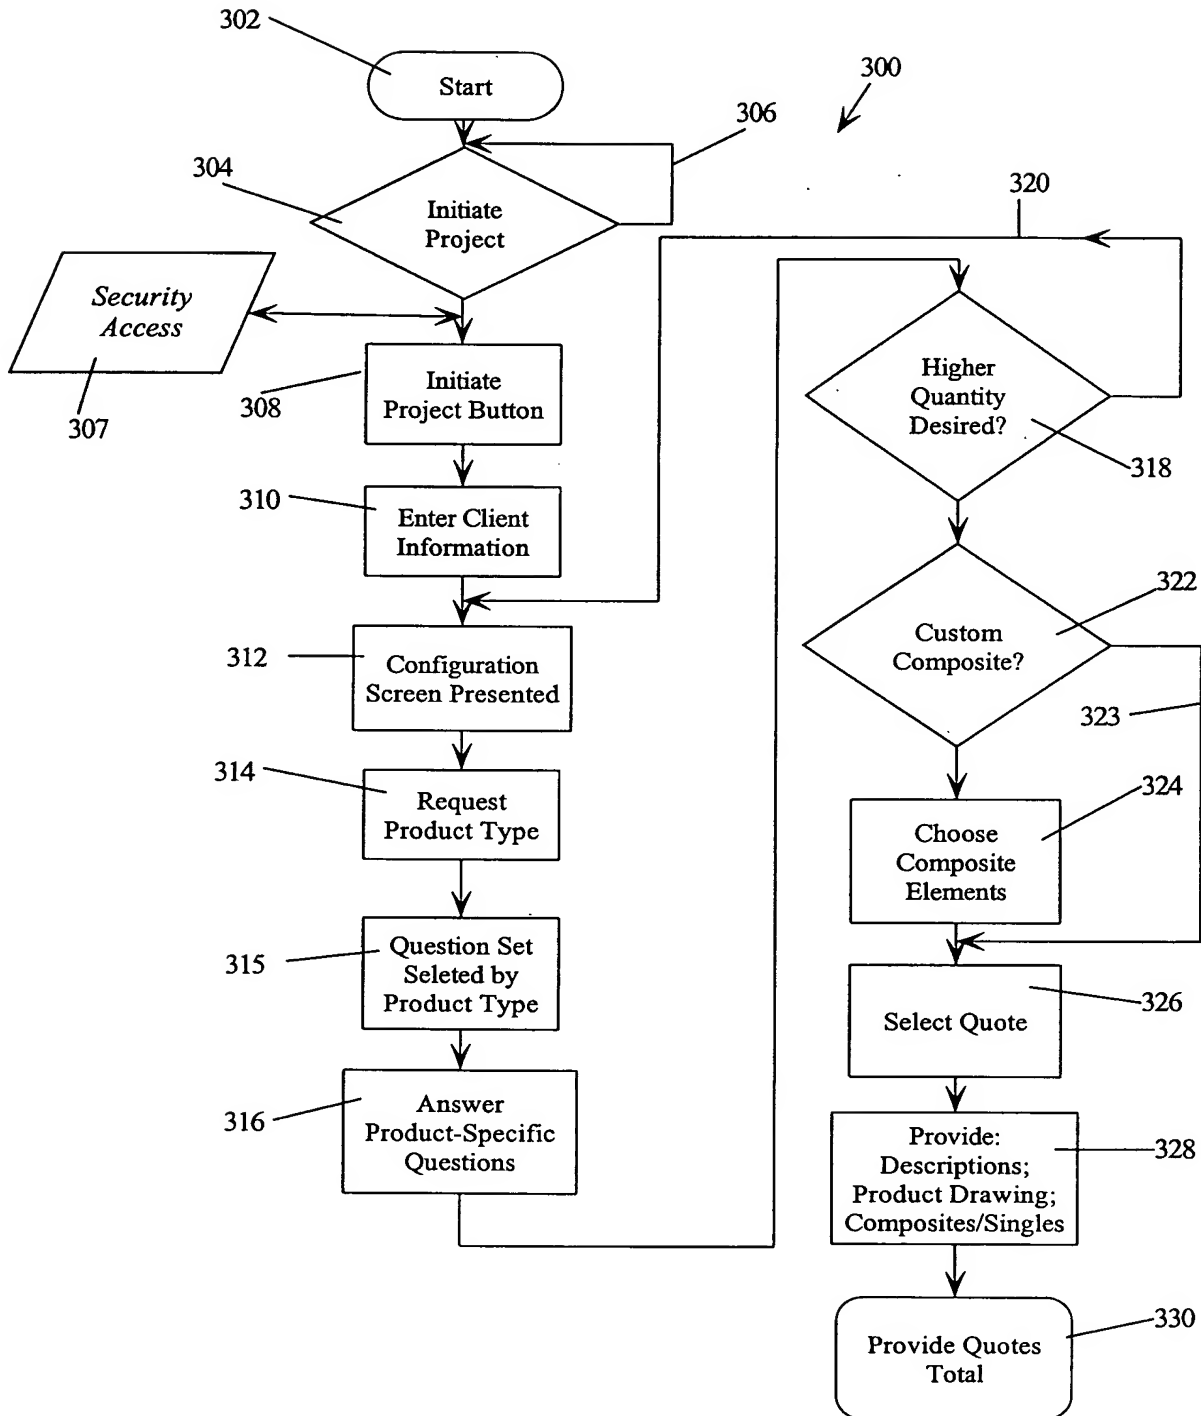 302
Start
300
306
304
Initiate
Project
320
Security
Access
307
308
Initiate
Project Button
310
Enter Client
Information
312
Configuration
Screen Presented
314
Request
Product Type
315
Question Set
Seleted by
Product Type
316
Answer
Product-Specific
Questions
Higher
Quantity
Desired?
318
322
Custom
Composite?
323
324
Choose
Composite
Elements
326
Select Quote
328
Provide:
Descriptions;
Product Drawing;
Composites/Singles
330
Provide Quotes
Total